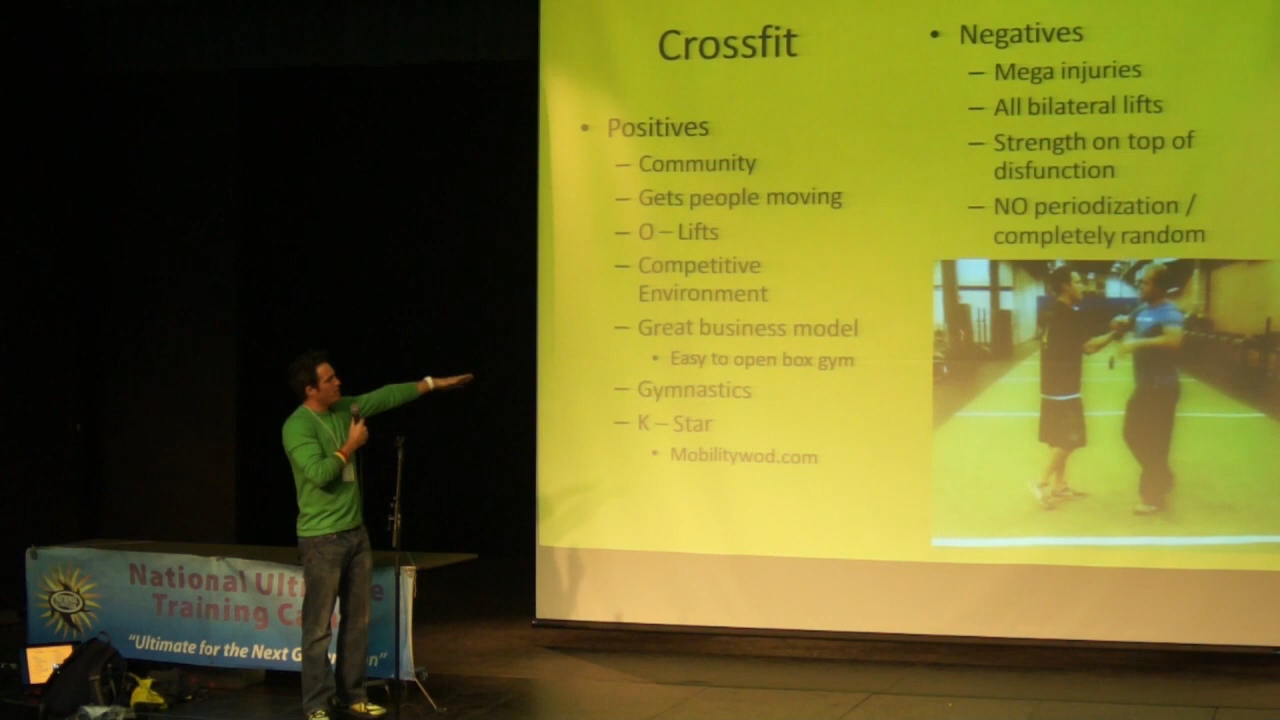 Crossfit
• Positives
– Community
– Gets people moving
– O – Lifts
– Competitive
Environment
– Great business model
• Easy to open box gym
– Gymnastics
– K – Star
• Mobilitywod.com
• Negatives
– Mega injuries
– All bilateral lifts
– Strength on top of
disfunction
– NO periodization /
completely random
National
Training
"Ultimate for the Next